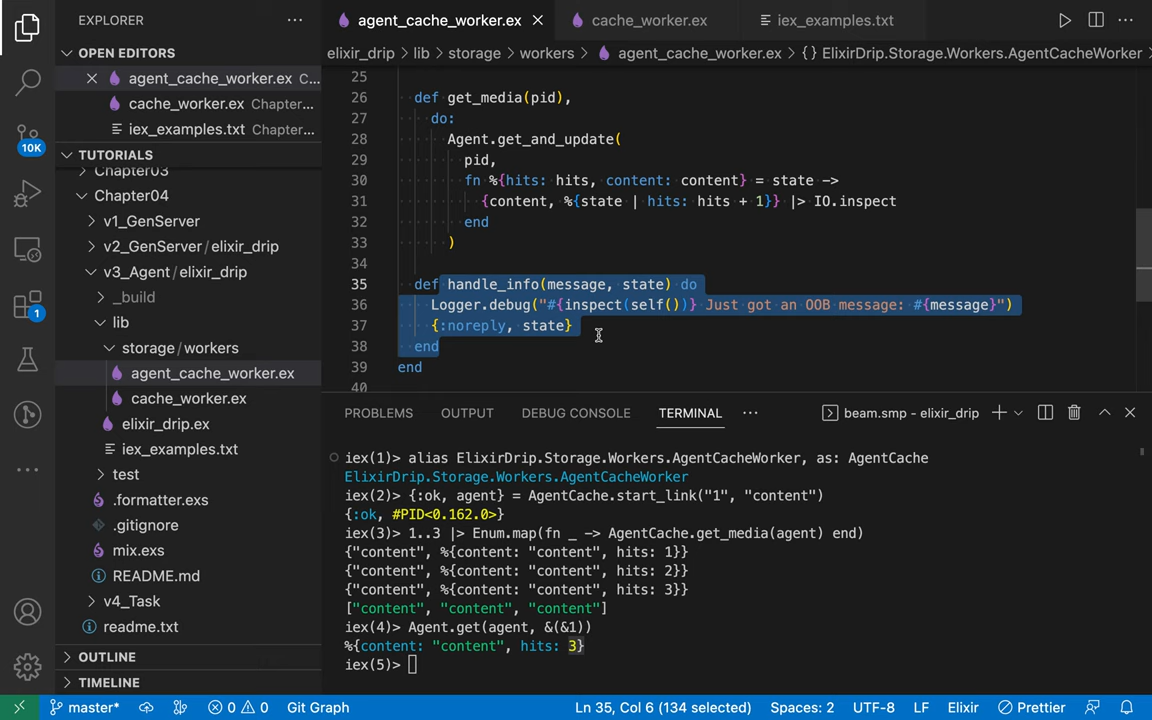 EXPLORER
OPEN EDITORS
agent_cache_worker.ex C...
cache_worker.ex Chapter...
iex_examples.txt Chapter...
TUTORIALS
Chapter03
Chapter04
v1_GenServer
v2_GenServer / elixir_drip
v3_Agent / elixir_drip
_build
lib
storage / workers
agent_cache_worker.ex
cache_worker.ex
elixir_drip.ex
iex_examples.txt
test
.formatter.exs
.gitignore
mix.exs
README.md
v4_Task
readme.txt
OUTLINE
TIMELINE
10K
1
agent_cache_worker.ex
cache_worker.ex
iex_examples.txt
elixir_drip > lib > storage > workers > agent_cache_worker.ex > {} ElixirDrip.Storage.Workers.AgentCacheWorker
25
26 def get_media(pid),
27 do:
28 Agent.get_and_update(
29 pid,
30 fn %{hits: hits, content: content} = state ->
31 {content, %{state | hits: hits + 1}} |> IO.inspect
32 end
33 )
34
35 def handle_info(message, state) do
36 Logger.debug("#{inspect(self())} Just got an OOB message: #{message}")
37 {:noreply, state}
38 end
39 end
40
PROBLEMS OUTPUT DEBUG CONSOLE TERMINAL ... beam.smp - elixir_drip
iex(1)> alias ElixirDrip.Storage.Workers.AgentCacheWorker, as: AgentCache
ElixirDrip.Storage.Workers.AgentCacheWorker
iex(2)> {:ok, agent} = AgentCache.start_link("1", "content")
{:ok, #PID<0.162.0>}
iex(3)> 1..3 |> Enum.map(fn _ -> AgentCache.get_media(agent) end)
{"content", %{content: "content", hits: 1}}
{"content", %{content: "content", hits: 2}}
{"content", %{content: "content", hits: 3}}
["content", "content", "content"]
iex(4)> Agent.get(agent, &(&1))
%{content: "content", hits: 3}
iex(5)>
master* 0 0 Git Graph Ln 35, Col 6 (134 selected) Spaces: 2 UTF-8 LF Elixir Prettier